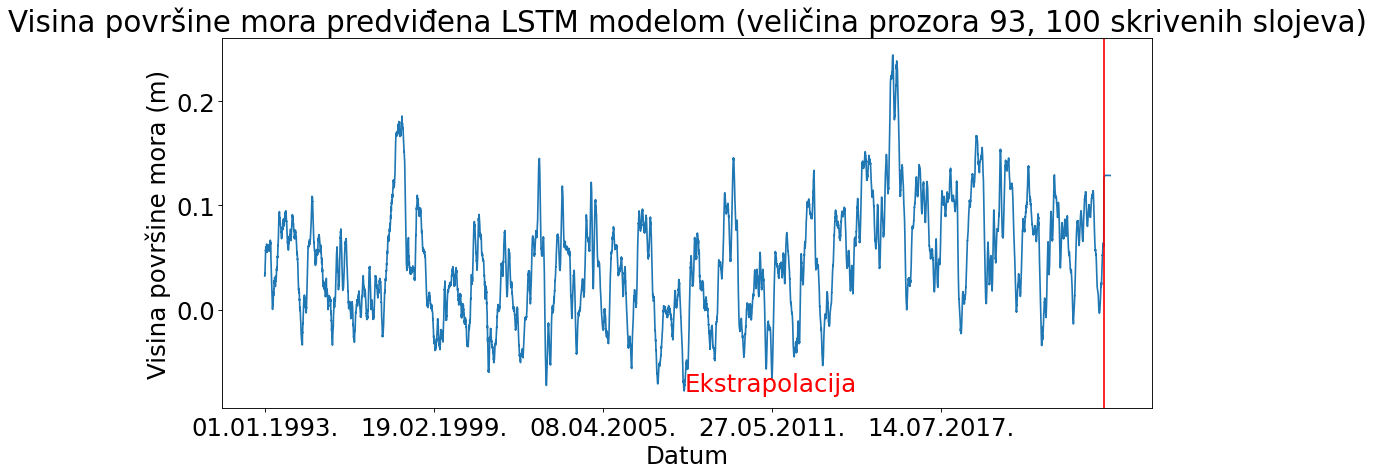 Visina površine mora predviđena LSTM modelom (veličina prozora 93, 100 skrivenih slojeva)
Visina površine mora (m)
0.2
0.1
0.0
Ekstrapolacija
01.01.1993. 19.02.1999. 08.04.2005. 27.05.2011. 14.07.2017.
Datum